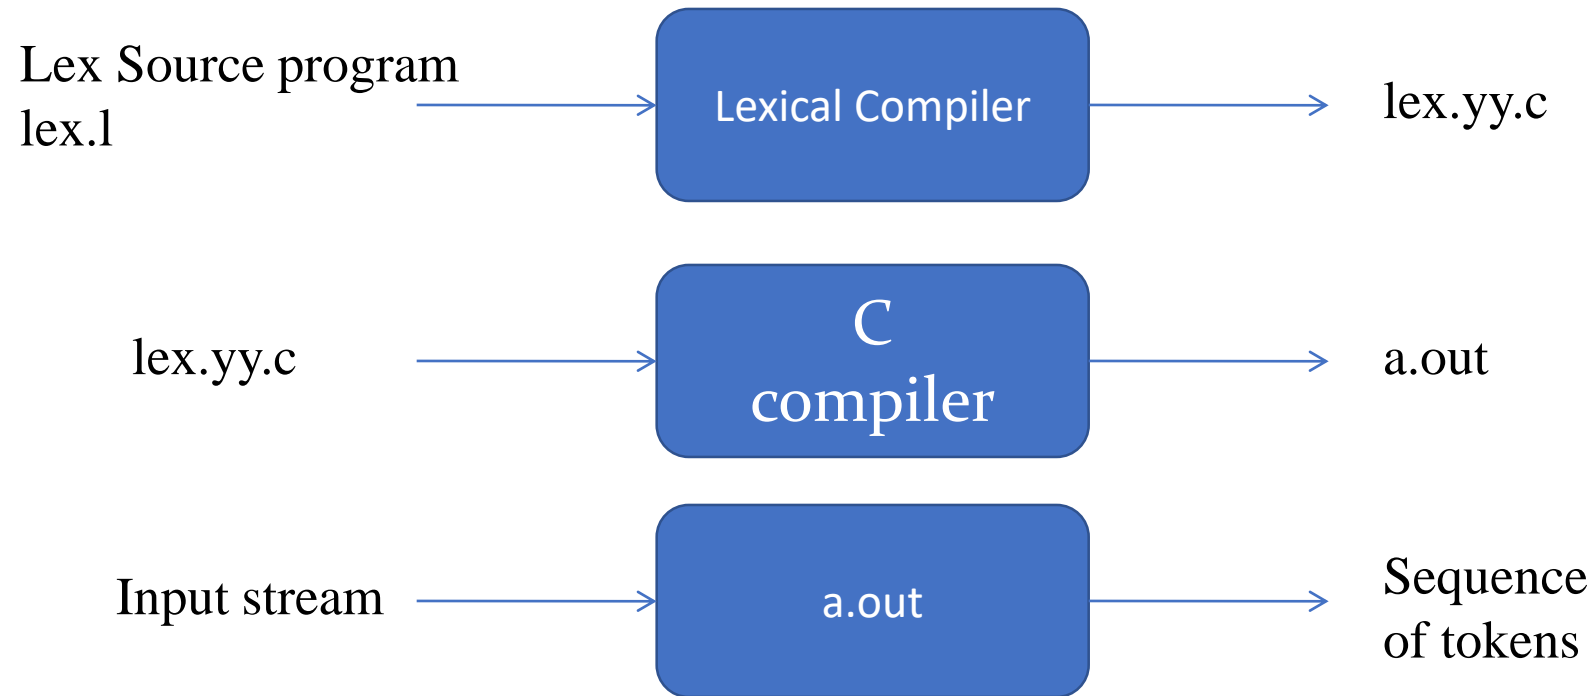 Lex Source program
lex.l
Lexical Compiler
lex.yy.c
lex.yy.c
C
compiler
a.out
Input stream
a.out
Sequence
of tokens